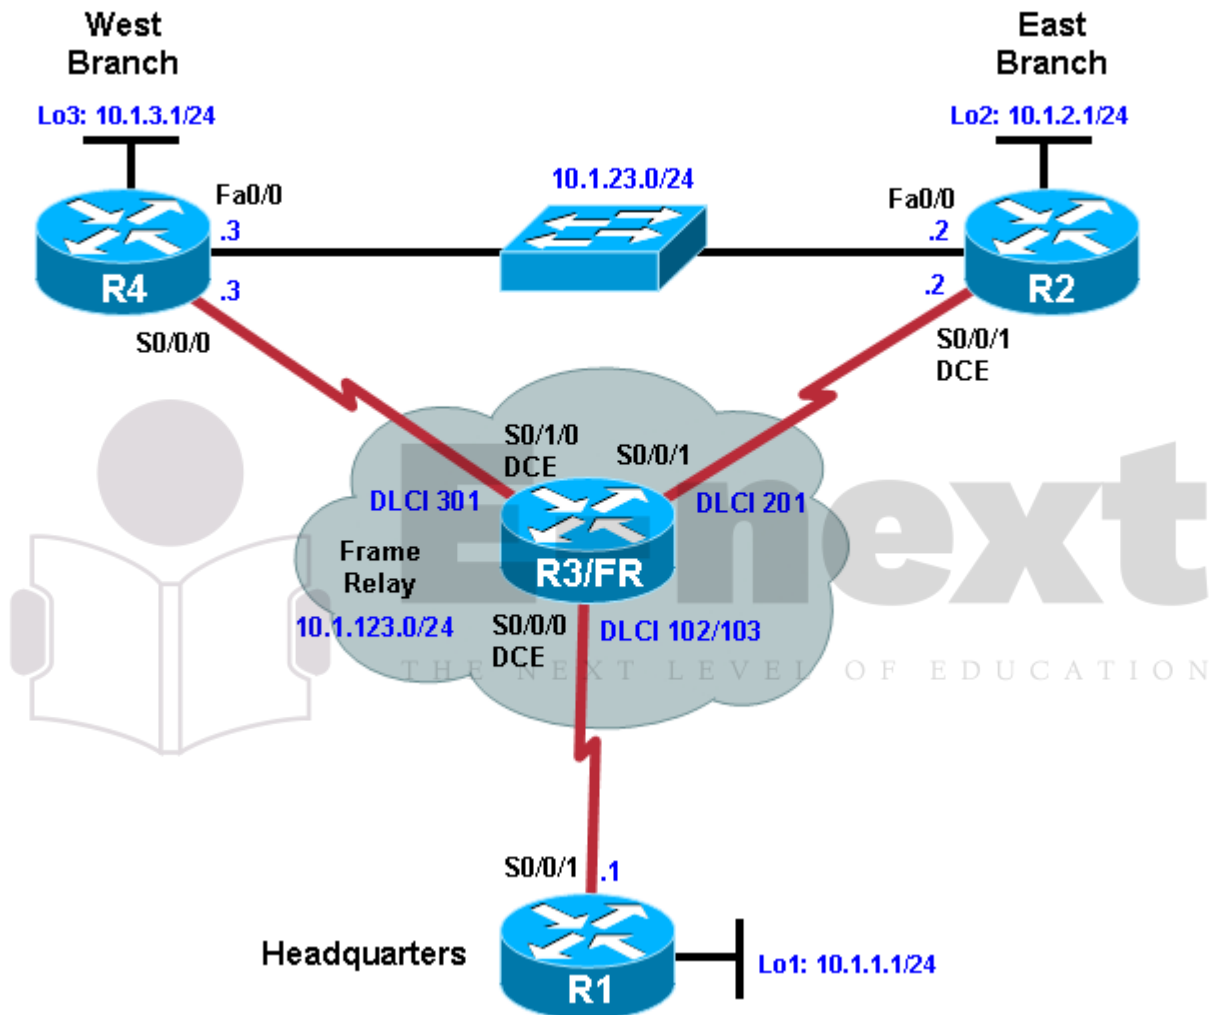 West
Branch
East
Branch
Lo3: 10.1.3.1/24
Lo2: 10.1.2.1/24
10.1.23.0/24
Fa0/0
Fa0/0
.3
.2
R4
R2
.3
.2
S0/0/0
S0/0/1
DCE
S0/1/0
DCE
S0/0/1
DLCI 301
DLCI 201
E-next
Frame
Relay
R3/FR
10.1.123.0/24
S0/0/0
DCE
DLCI 102/103
THE NEXT LEVEL OF EDUCATION
S0/0/1
.1
Headquarters
Lo1: 10.1.1.1/24
R1